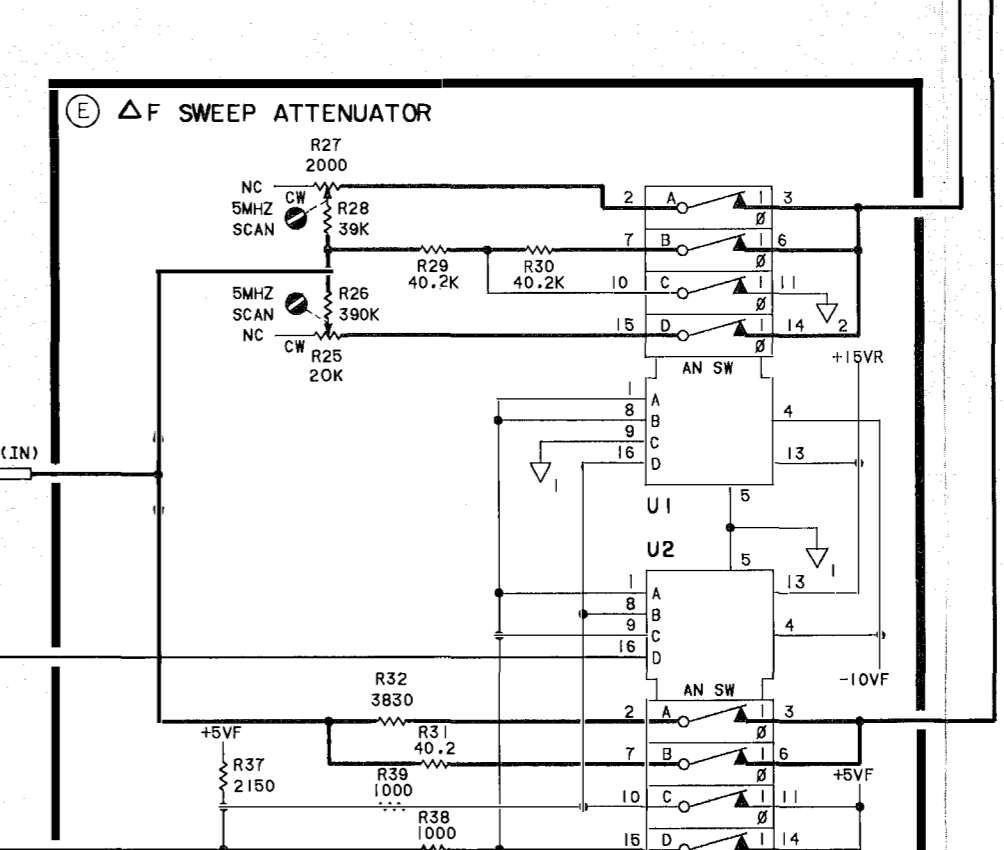 E ΔF SWEEP ATTENUATOR
R27
2000
NC
CW
5MHZ
SCAN
R28
39K
2 A 1 3
Ø
7 B 1 6
Ø
R29
40.2K
R30
40.2K
10 C 1 11
Ø
5MHZ
SCAN
R26
390K
NC
CW
R25
20K
15 D 1 14 2
Ø
+15VR
AN SW
1 A
8 B 4
9 C
16 D 13
1
(IN)
U1
5
U2
5
1
1 A 13
8 B
9 C 4
16 D
-10VF
AN SW
R32
3830
2 A 1 3
Ø
+5VF
R31
40.2
7 B 1 6
Ø
+5VF
R37
2150
R39
1000
10 C 1 11
Ø
R38
1000
15 D 1 14